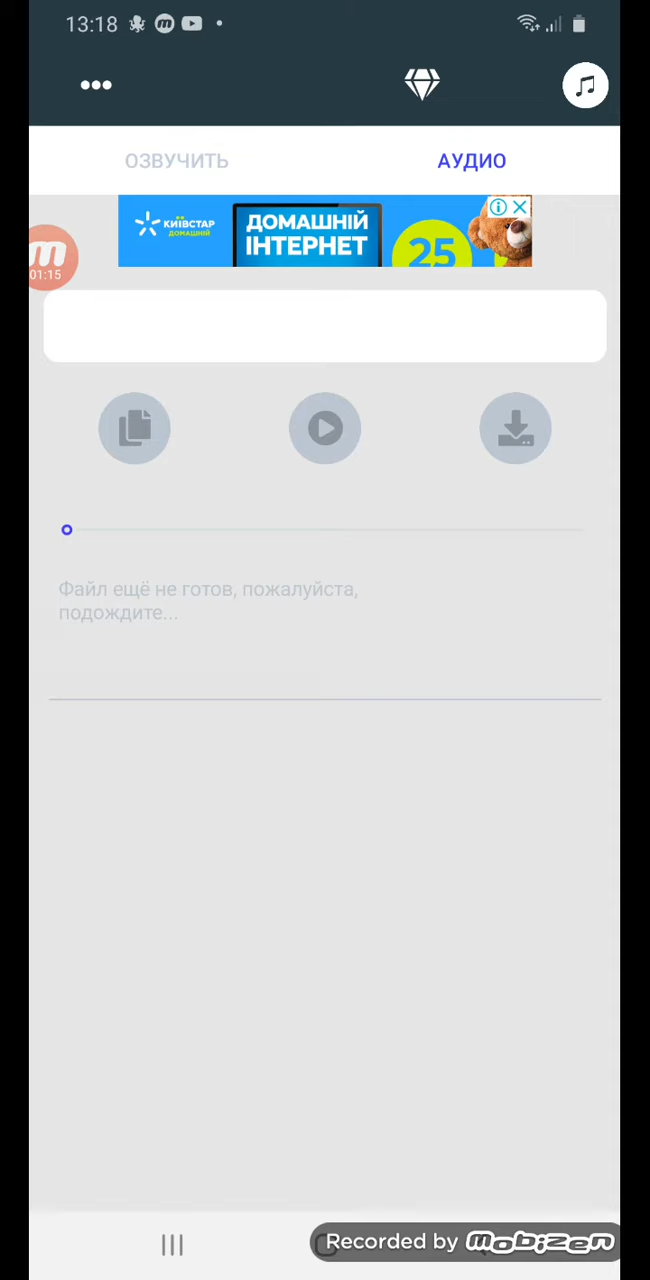 13:18
ОЗВУЧИТЬ
АУДИО
КИЇВСТАР
ДОМАШНІЙ
ДОМАШНІЙ
ІНТЕРНЕТ
25
01:15
Файл ещё не готов, пожалуйста,
подождите...
Recorded by mobizen